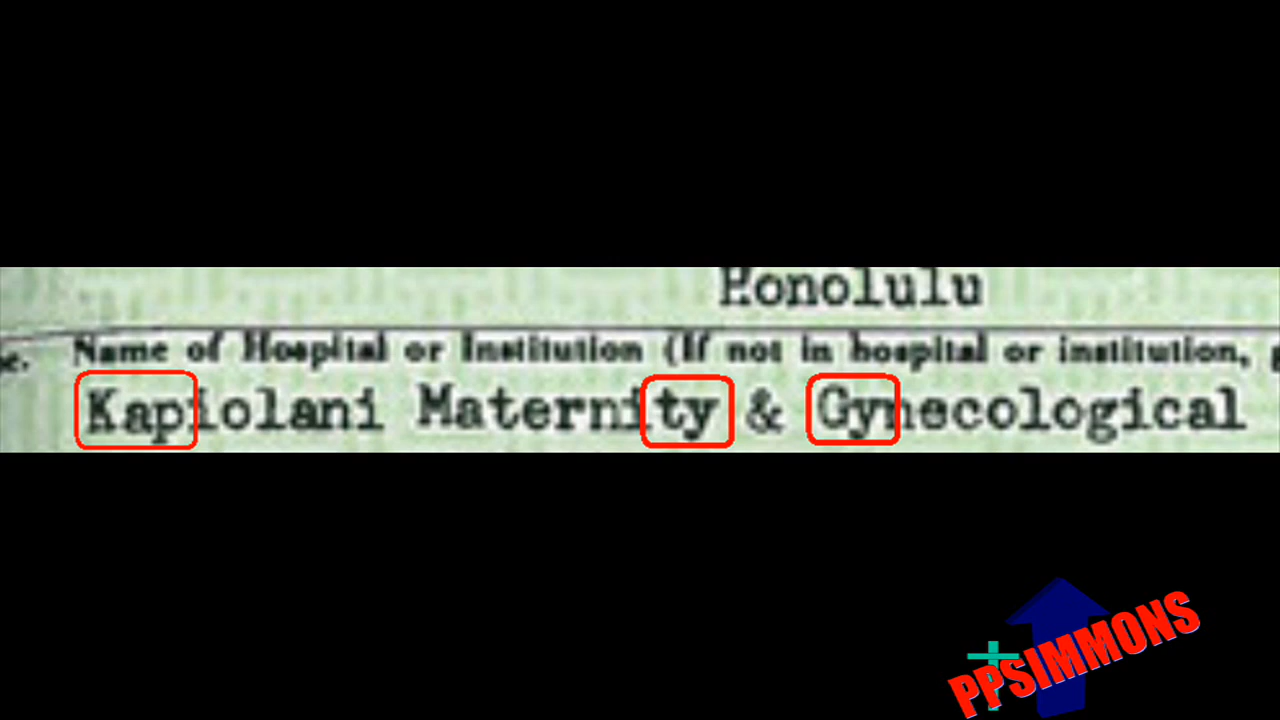 Honolulu
Name of Hospital or Institution (If not in hospital or institution,
Kapiolani Maternity & Gynecological
PPSIMMONS